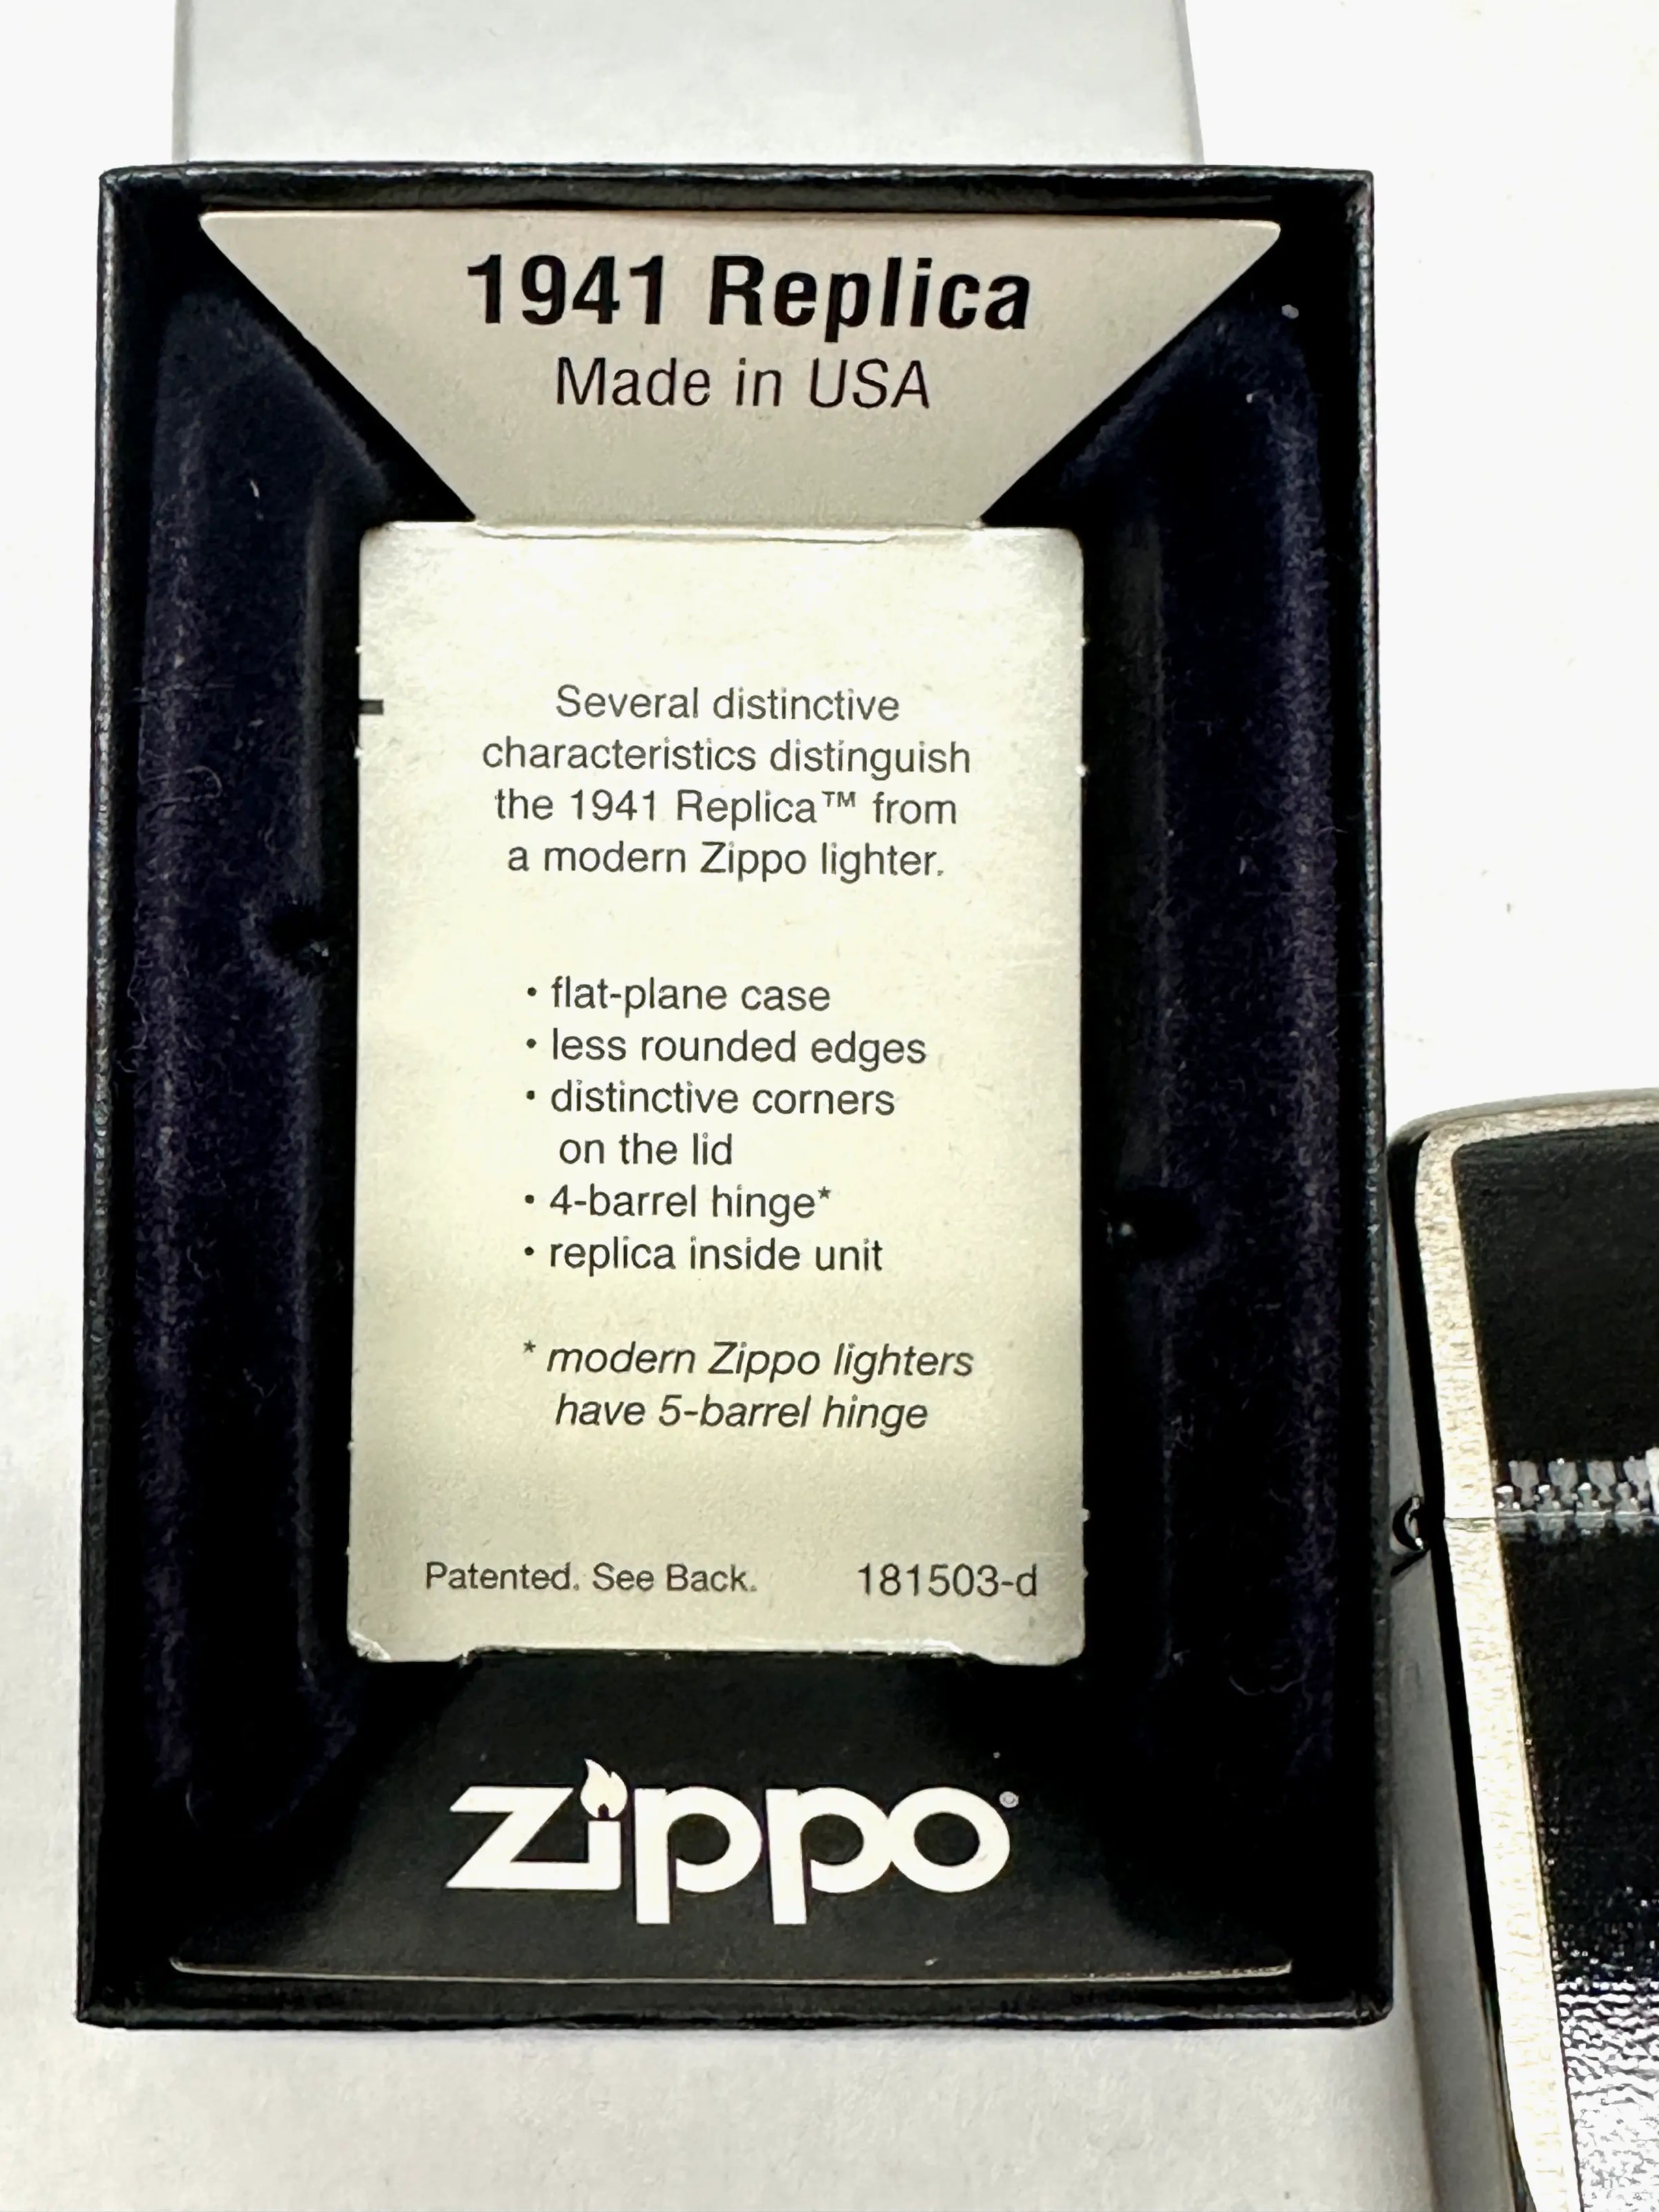 1941 Replica
Made in USA
Several distinctive
characteristics distinguish
the 1941 Replica™ from
a modern Zippo lighter.
• flat-plane case
• less rounded edges
• distinctive corners
on the lid
• 4-barrel hinge*
• replica inside unit
* modern Zippo lighters
have 5-barrel hinge
Patented. See Back. 181503-d
Zippo®